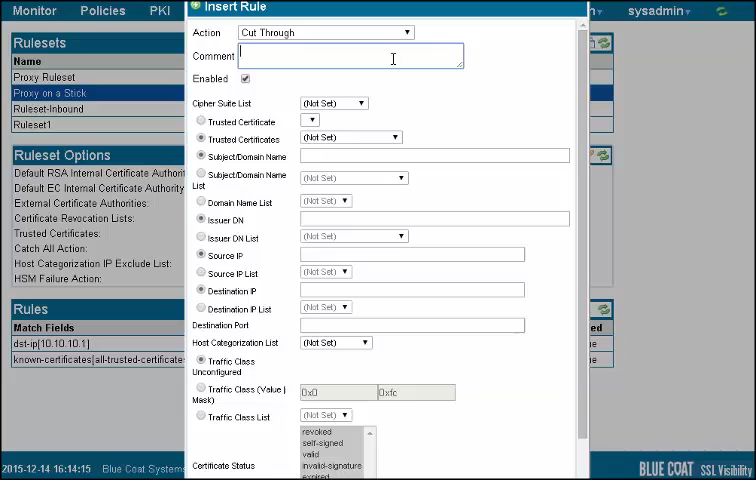 Monitor Policies PKI
sysadmin
Insert Rule
Rulesets
Name
Proxy Ruleset
Proxy on a Stick
Ruleset-Inbound
Ruleset1
Ruleset Options
Default RSA Internal Certificate Authority
Default EC Internal Certificate Authority
External Certificate Authorities:
Certificate Revocation Lists:
Trusted Certificates:
Catch All Action:
Host Categorization IP Exclude List:
HSM Failure Action:
Rules
Match Fields
dst-ip[10.10.10.1]
known-certificates[all-trusted-certificates
Action Cut Through
Comment
Enabled
Cipher Suite List (Not Set)
Trusted Certificate
Trusted Certificates (Not Set)
Subject/Domain Name
Subject/Domain Name
List (Not Set)
Domain Name List (Not Set)
Issuer DN
Issuer DN List (Not Set)
Source IP
Source IP List (Not Set)
Destination IP
Destination IP List (Not Set)
Destination Port
Host Categorization List (Not Set)
Traffic Class
Unconfigured
Traffic Class (Value |
Mask) 0x0 0xfc
Traffic Class List (Not Set)
Certificate Status
revoked
self-signed
valid
invalid-signature
expired
2015-12-14 16:14:15 Blue Coat Systems
BLUE COAT SSL Visibility